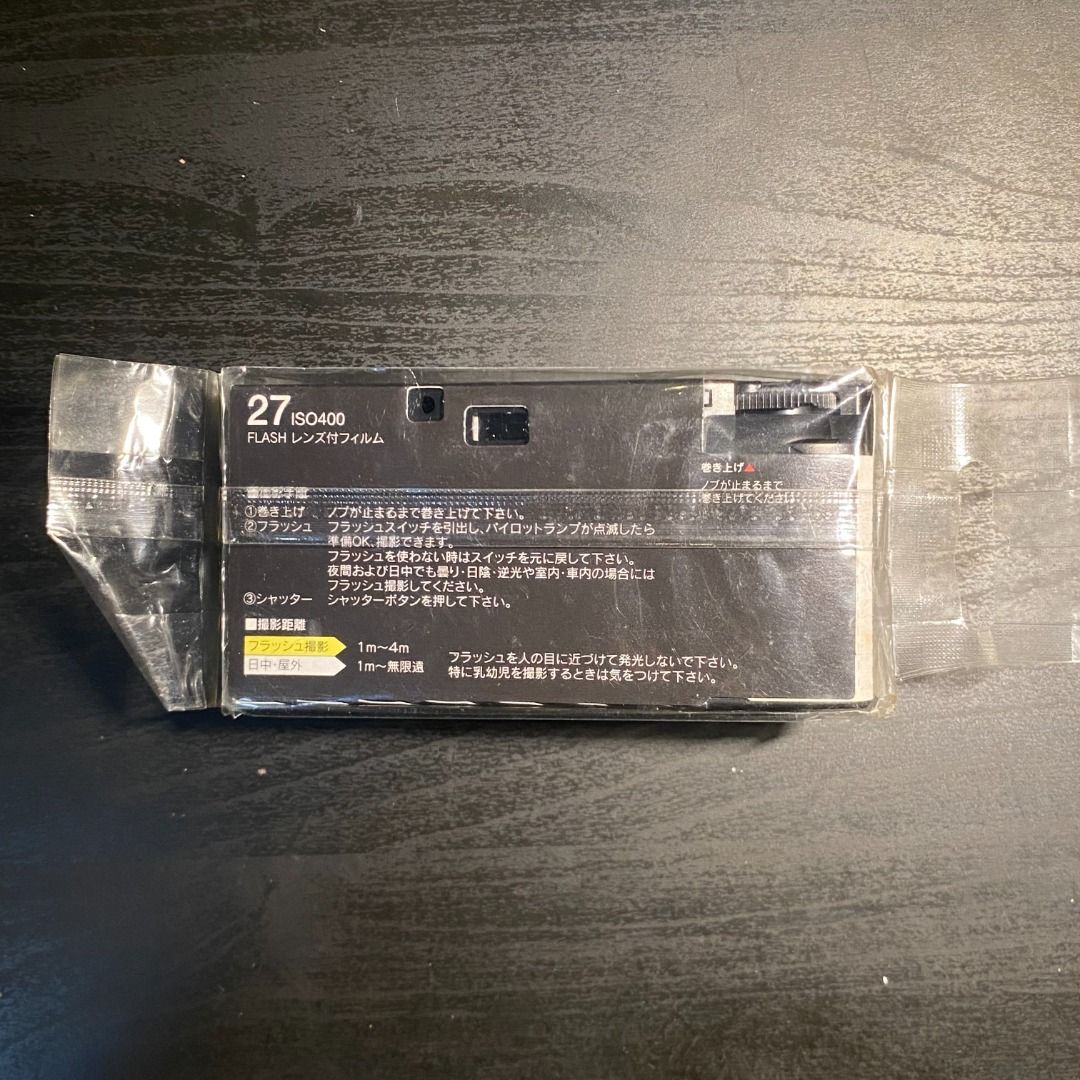 27 ISO400
FLASH レンズ付フィルム
巻き上げ▲
ノブが止まるまで
巻き上げてください
■撮影手順
①巻き上げ ノブが止まるまで巻き上げて下さい。
②フラッシュ フラッシュスイッチを引出し、パイロットランプが点滅したら
準備OK、撮影できます。
フラッシュを使わない時はスイッチを元に戻して下さい。
夜間および日中でも曇り・日陰・逆光や室内・車内の場合には
フラッシュ撮影してください。
③シャッター シャッターボタンを押して下さい。
■撮影距離
フラッシュ撮影 1m〜4m
日中・屋外 1m〜無限遠
フラッシュを人の目に近づけて発光しないで下さい。
特に乳幼児を撮影するときは気をつけて下さい。